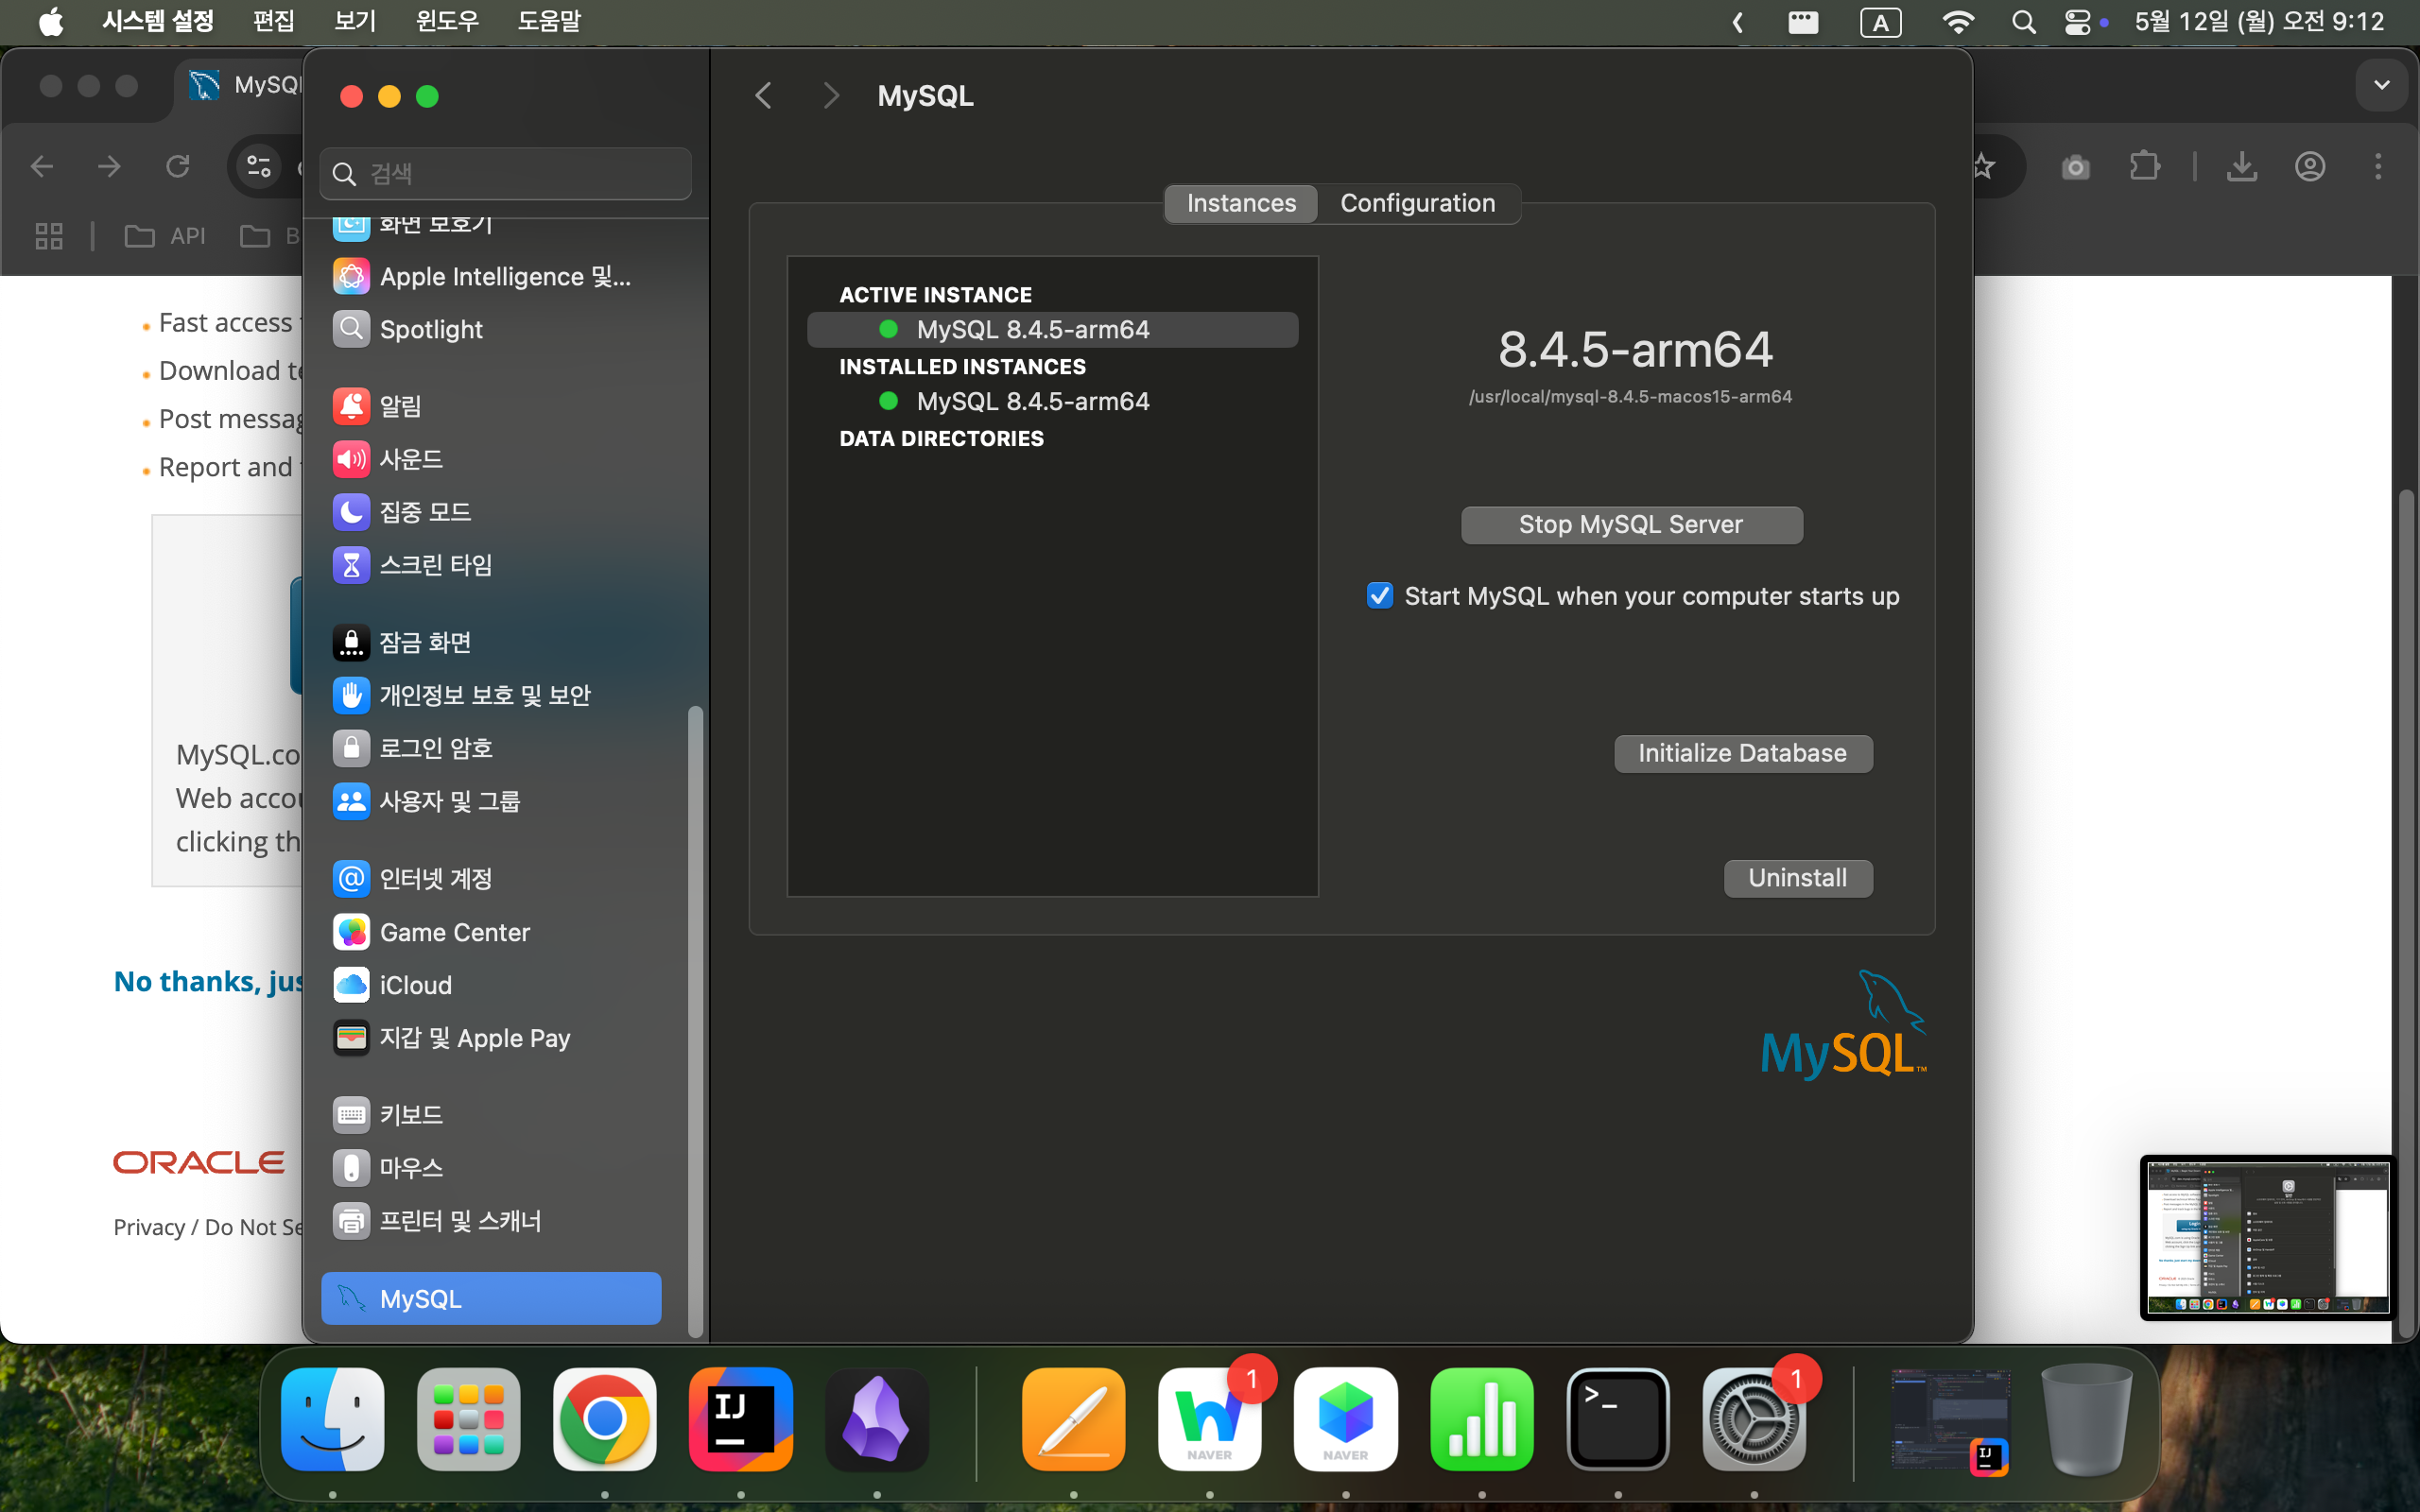 시스템 설정 편집 보기 윈도우 도움말 A 5월 12일 (월) 오전 9:12
MySQL
API
Fast access
Download
Post
Report and
MySQL.co
Web
clicking
No thanks,
ORACLE
Privacy / Do Not
검색
화면 보호기
Apple Intelligence 및...
Spotlight
알림
사운드
집중 모드
스크린 타임
잠금 화면
개인정보 보호 및 보안
로그인 암호
사용자 및 그룹
인터넷 계정
Game Center
iCloud
지갑 및 Apple Pay
키보드
마우스
프린터 및 스캐너
MySQL
MySQL
Instances Configuration
ACTIVE INSTANCE
MySQL 8.4.5-arm64
INSTALLED INSTANCES
MySQL 8.4.5-arm64
DATA DIRECTORIES
8.4.5-arm64
/usr/local/mysql-8.4.5-macos15-arm64
Stop MySQL Server
Start MySQL when your computer starts up
Initialize Database
Uninstall
MySQL™
IJ
NAVER
1
NAVER
>_
1
IJ